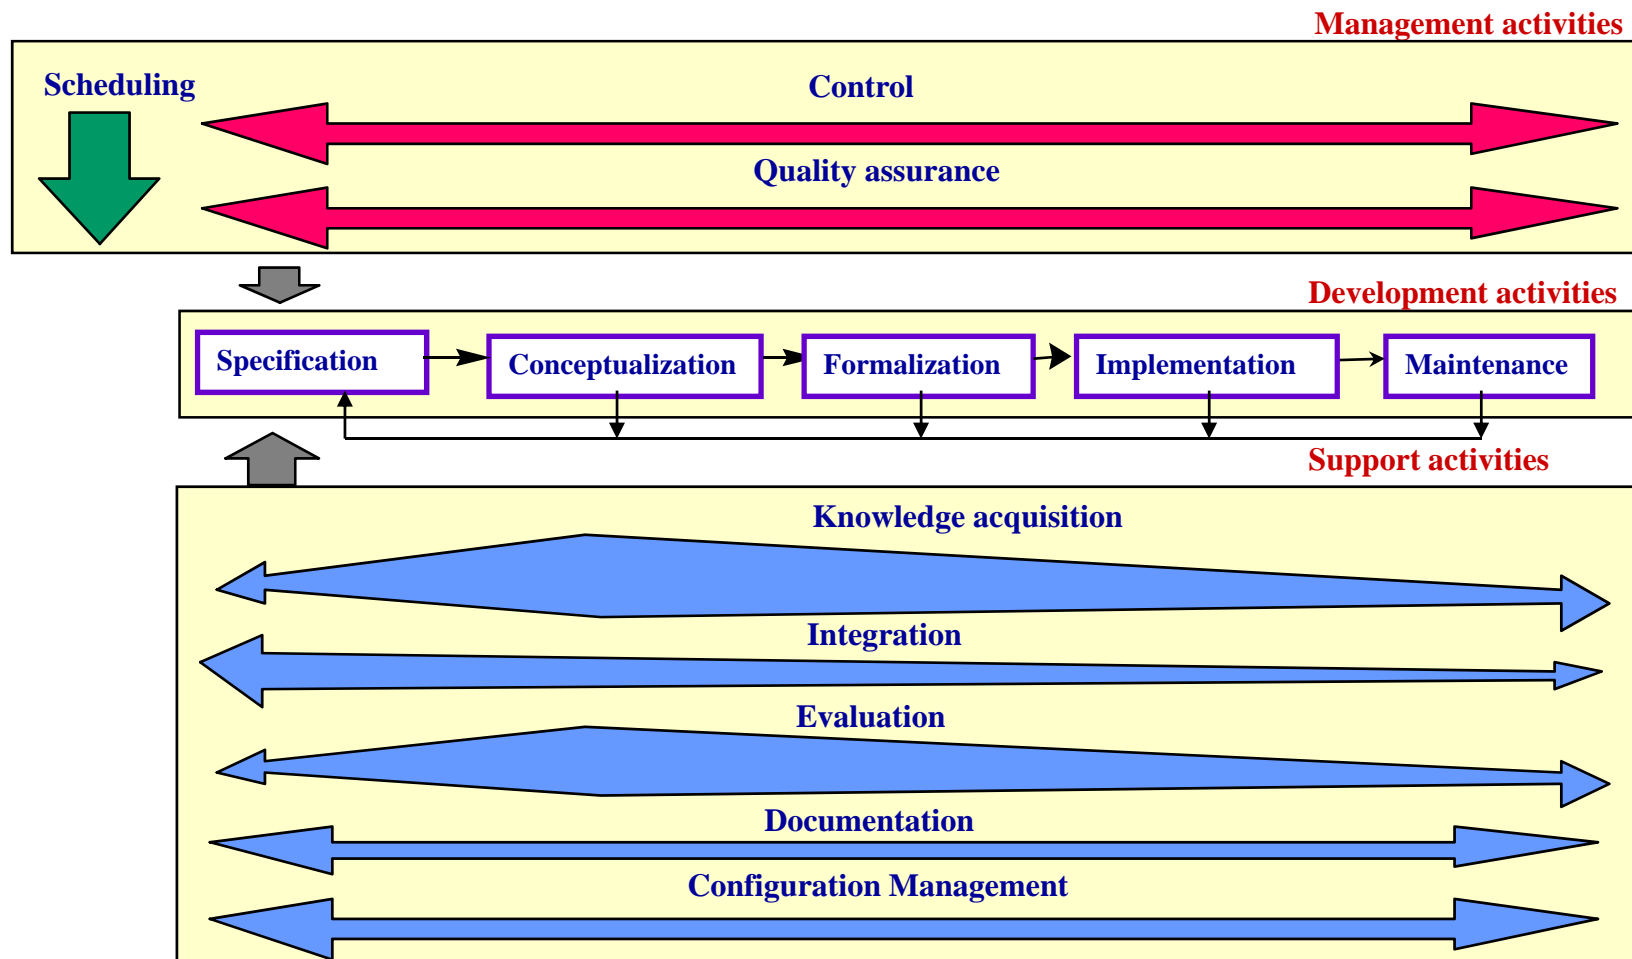 Management activities
Scheduling
Control
Quality assurance
Development activities
Specification
Conceptualization
Formalization
Implementation
Maintenance
Support activities
Knowledge acquisition
Integration
Evaluation
Documentation
Configuration Management